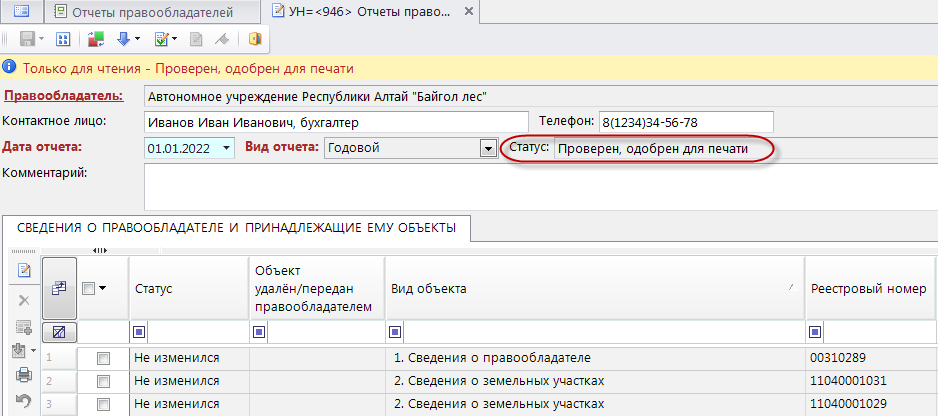 Отчеты правообладателей
УН=<946> Отчеты право...
Только для чтения - Проверен, одобрен для печати
Правообладатель: Автономное учреждение Республики Алтай "Байгол лес"
Контактное лицо: Иванов Иван Иванович, бухгалтер Телефон: 8(1234)34-56-78
Дата отчета: 01.01.2022 Вид отчета: Годовой Статус: Проверен, одобрен для печати
Комментарий:
СВЕДЕНИЯ О ПРАВООБЛАДАТЕЛЕ И ПРИНАДЛЕЖАЩИЕ ЕМУ ОБЪЕКТЫ
Статус
Объект
удалён/передан
правообладателем
Вид объекта
Реестровый номер
1 Не изменился 1. Сведения о правообладателе 00310289
2 Не изменился 2. Сведения о земельных участках 11040001031
3 Не изменился 2. Сведения о земельных участках 11040001029